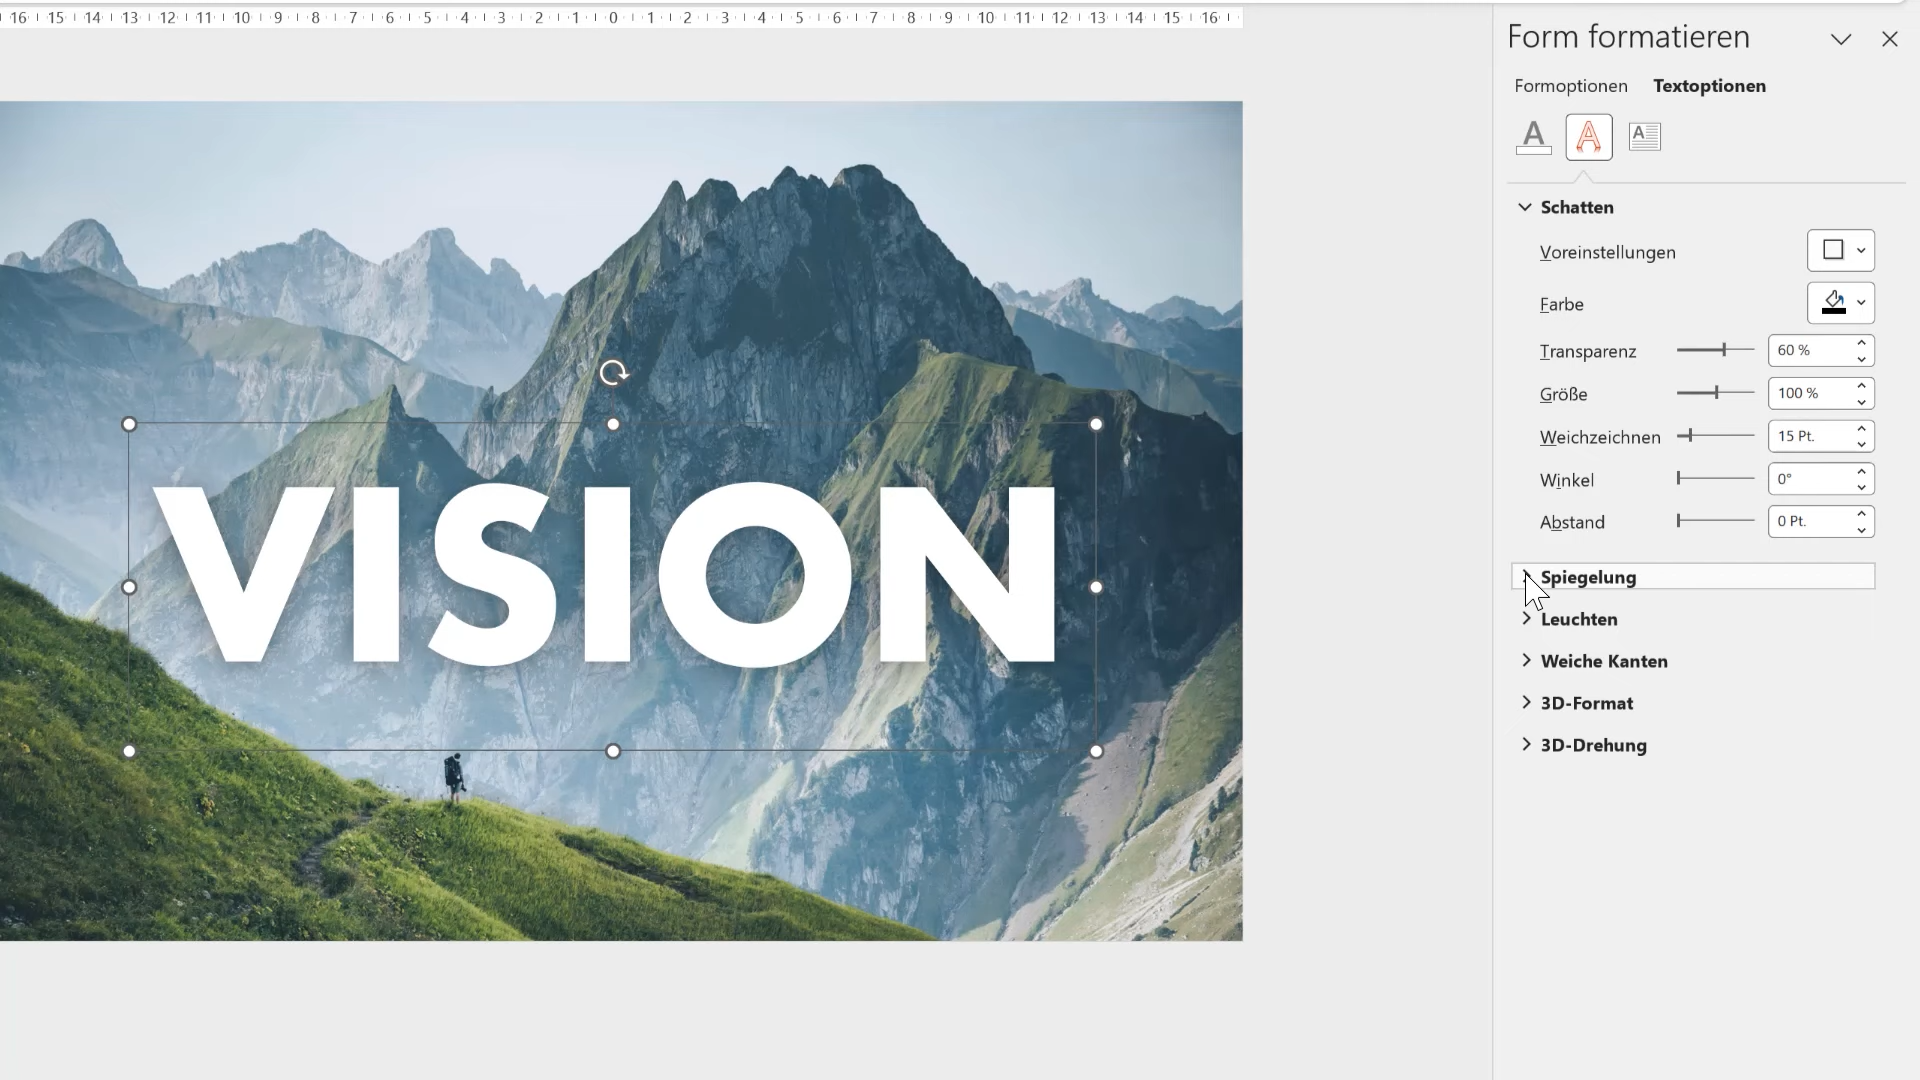 16 15 14 13 12 11 10 9 8 7 6 5 4 3 2 1 0 1 2 3 4 5 6 7 8 9 10 11 12 13 14 15 16
Form formatieren
Formoptionen Textoptionen
A A A
Schatten
Voreinstellungen
Farbe
Transparenz 60 %
Größe 100 %
Weichzeichnen 15 Pt.
Winkel 0°
Abstand 0 Pt.
Spiegelung
Leuchten
Weiche Kanten
3D-Format
3D-Drehung
VISION